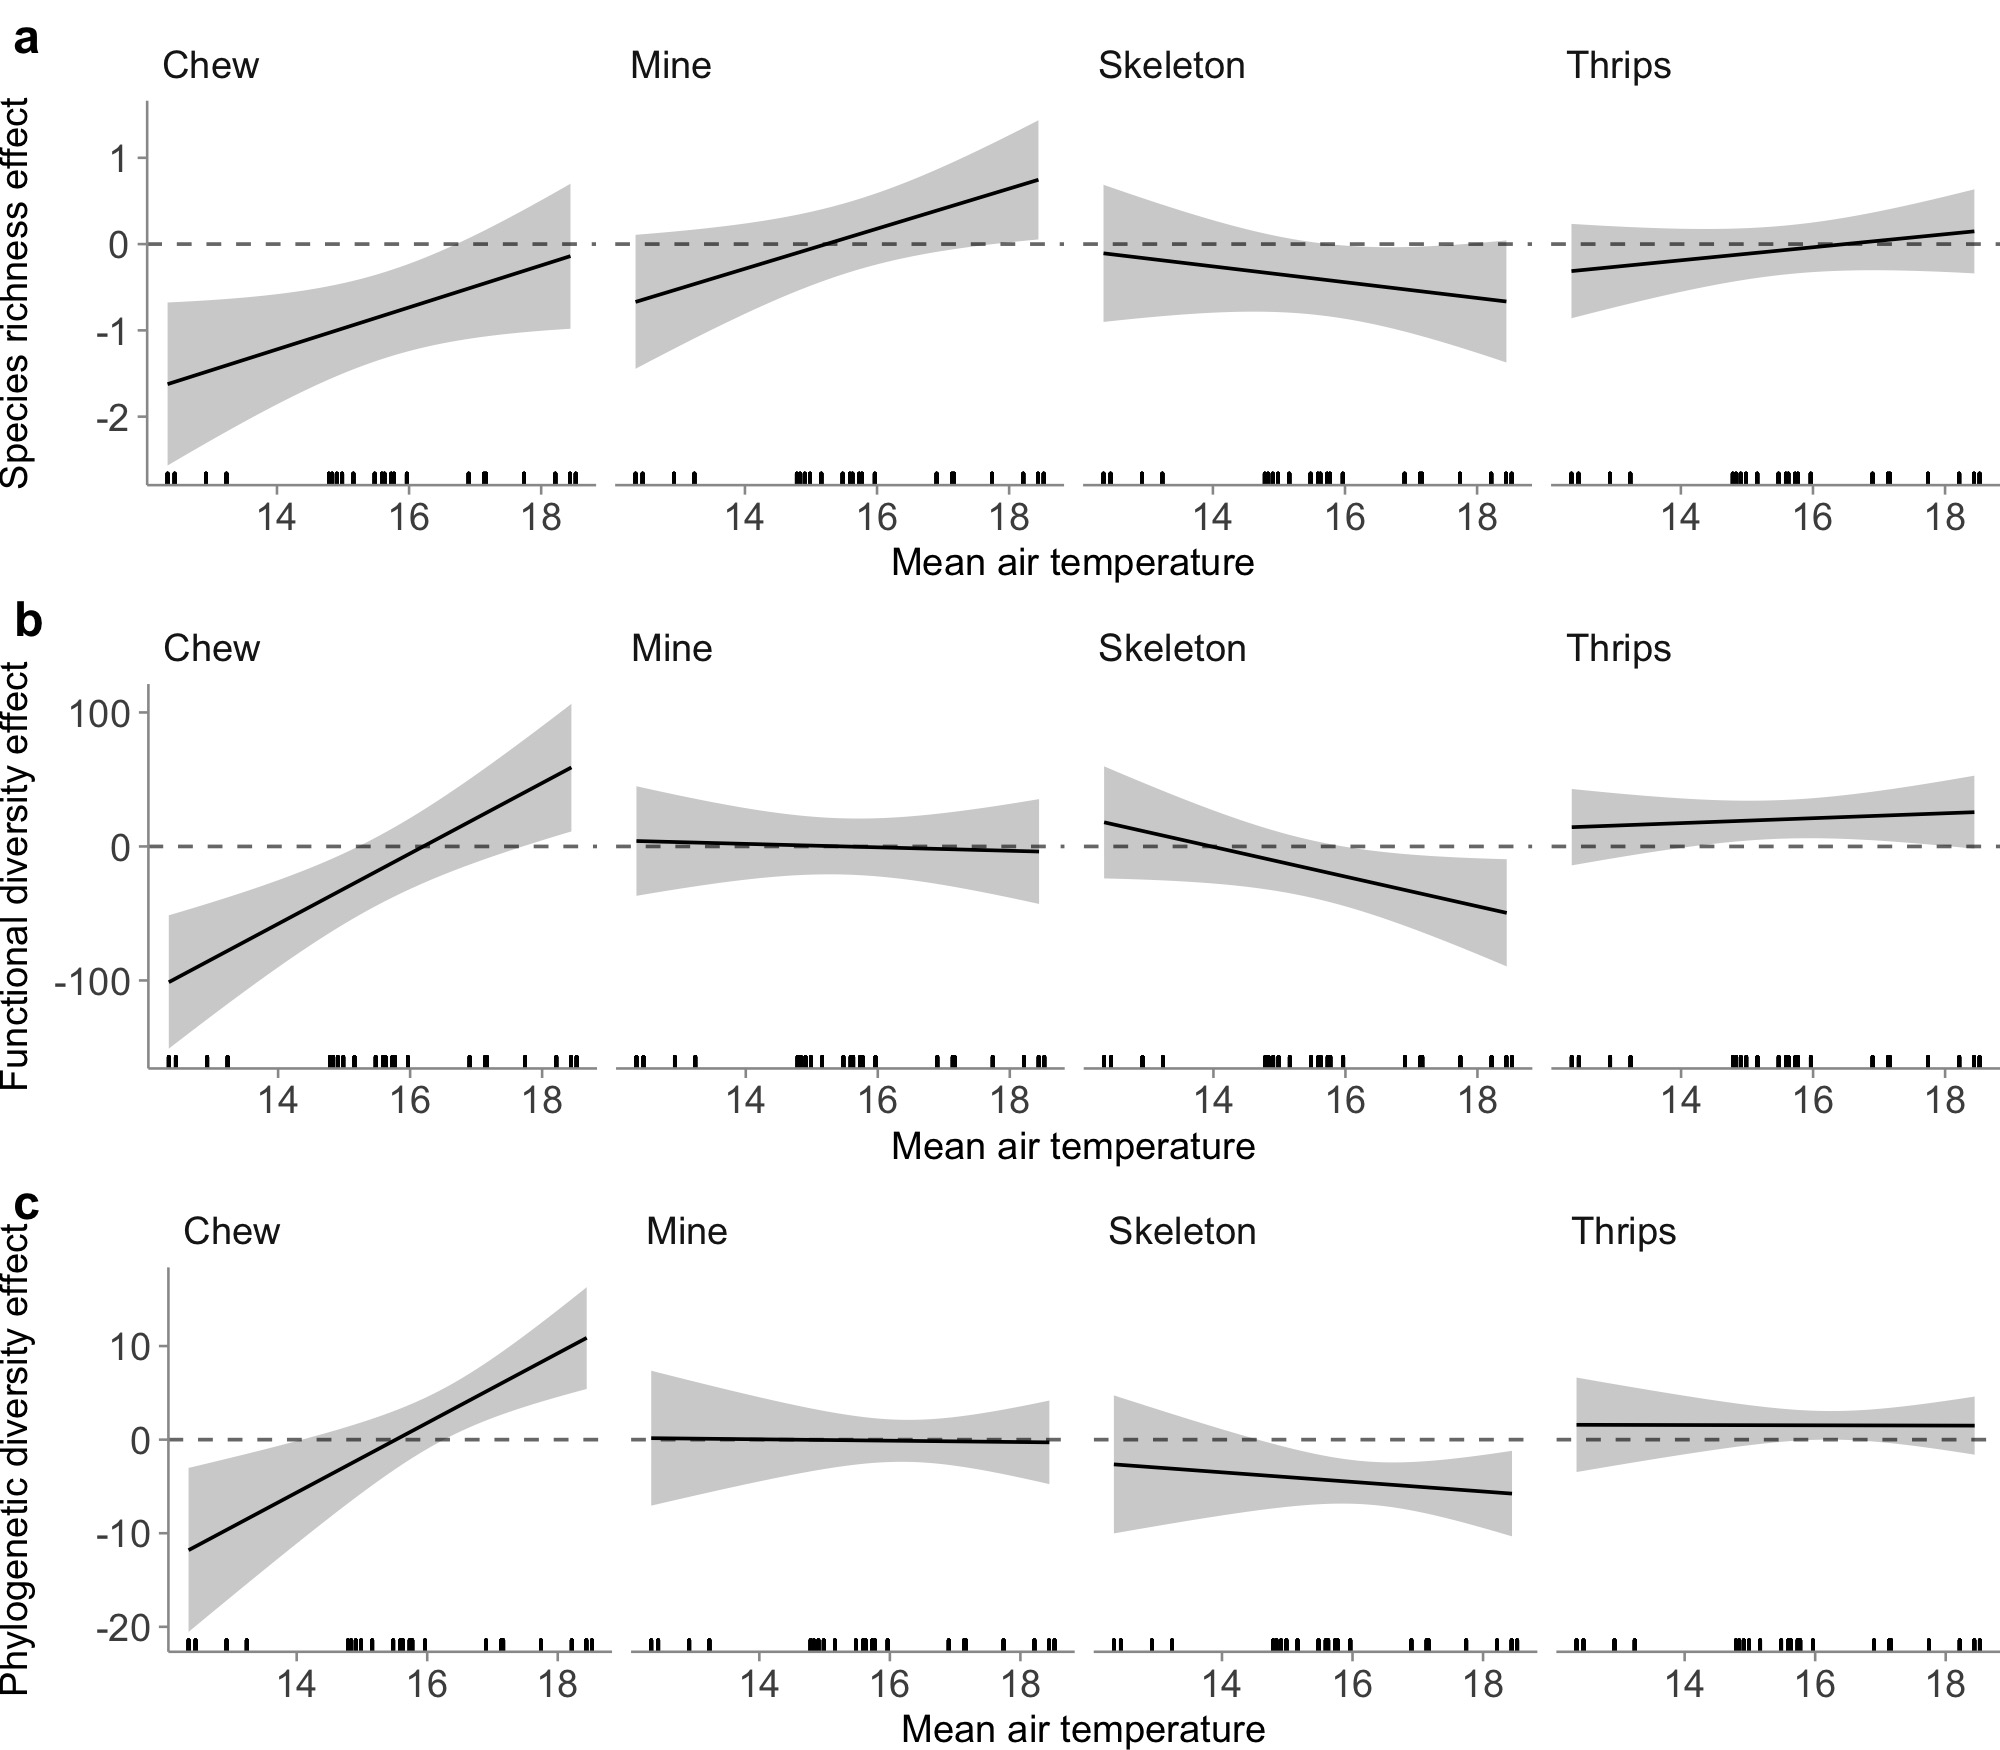 a
Chew Mine Skeleton Thrips
Species richness effect
1
0
-1
-2
14 16 18 14 16 18 14 16 18 14 16 18
Mean air temperature
b
Chew Mine Skeleton Thrips
Functional diversity effect
100
0
-100
14 16 18 14 16 18 14 16 18 14 16 18
Mean air temperature
c
Chew Mine Skeleton Thrips
Phylogenetic diversity effect
10
0
-10
-20
14 16 18 14 16 18 14 16 18 14 16 18
Mean air temperature